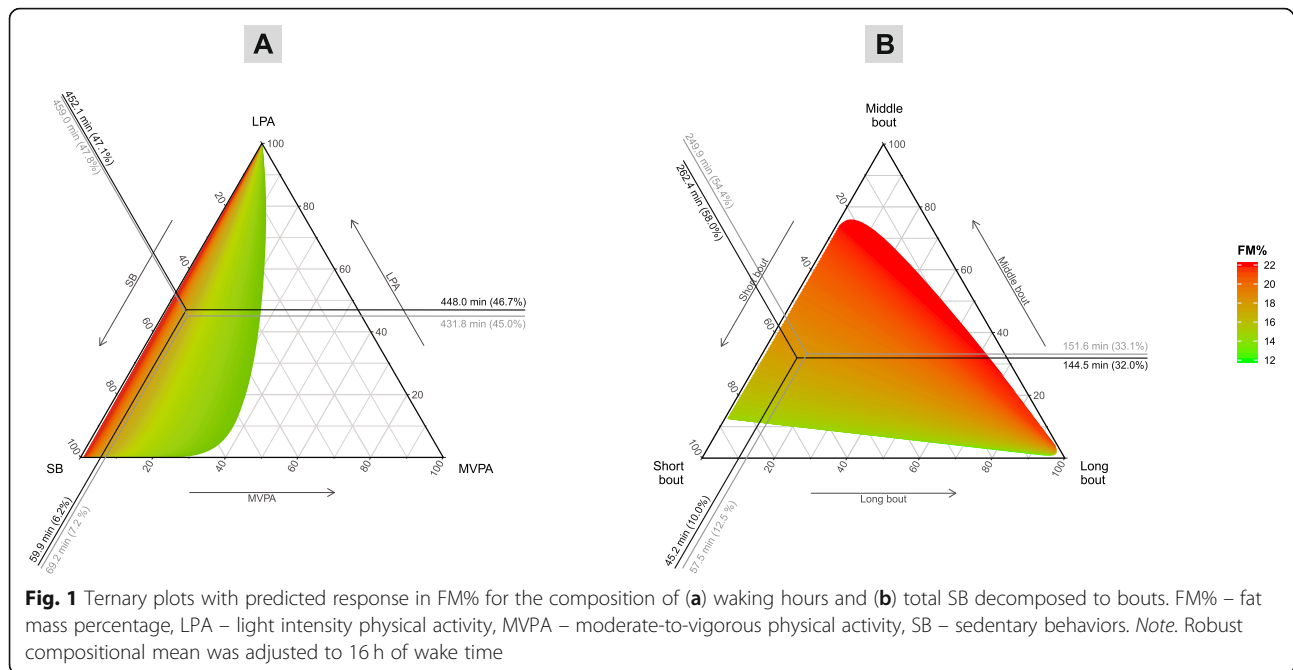 A
B
452.1 min (47.1%)
459.0 min (47.8%)
LPA
100
20
80
40
60
SB
LPA
448.0 min (46.7%)
431.8 min (45.0%)
60
40
80
20
100
SB
20
40
60
80
100
MVPA
MVPA
59.9 min (6.2%)
69.2 min (7.2 %)
249.9 min (54.4%)
262.4 min (58.0%)
Middle
bout
100
20
80
40
60
Short bout
Middle bout
60
40
151.6 min (33.1%)
144.5 min (32.0%)
80
20
100
Short
bout
20
40
60
80
100
Long
bout
Long bout
45.2 min (10.0%)
57.5 min (12.5 %)
FM%
22
20
18
16
14
12
Fig. 1 Ternary plots with predicted response in FM% for the composition of (a) waking hours and (b) total SB decomposed to bouts. FM% – fat
mass percentage, LPA – light intensity physical activity, MVPA – moderate-to-vigorous physical activity, SB – sedentary behaviors. Note. Robust
compositional mean was adjusted to 16 h of wake time